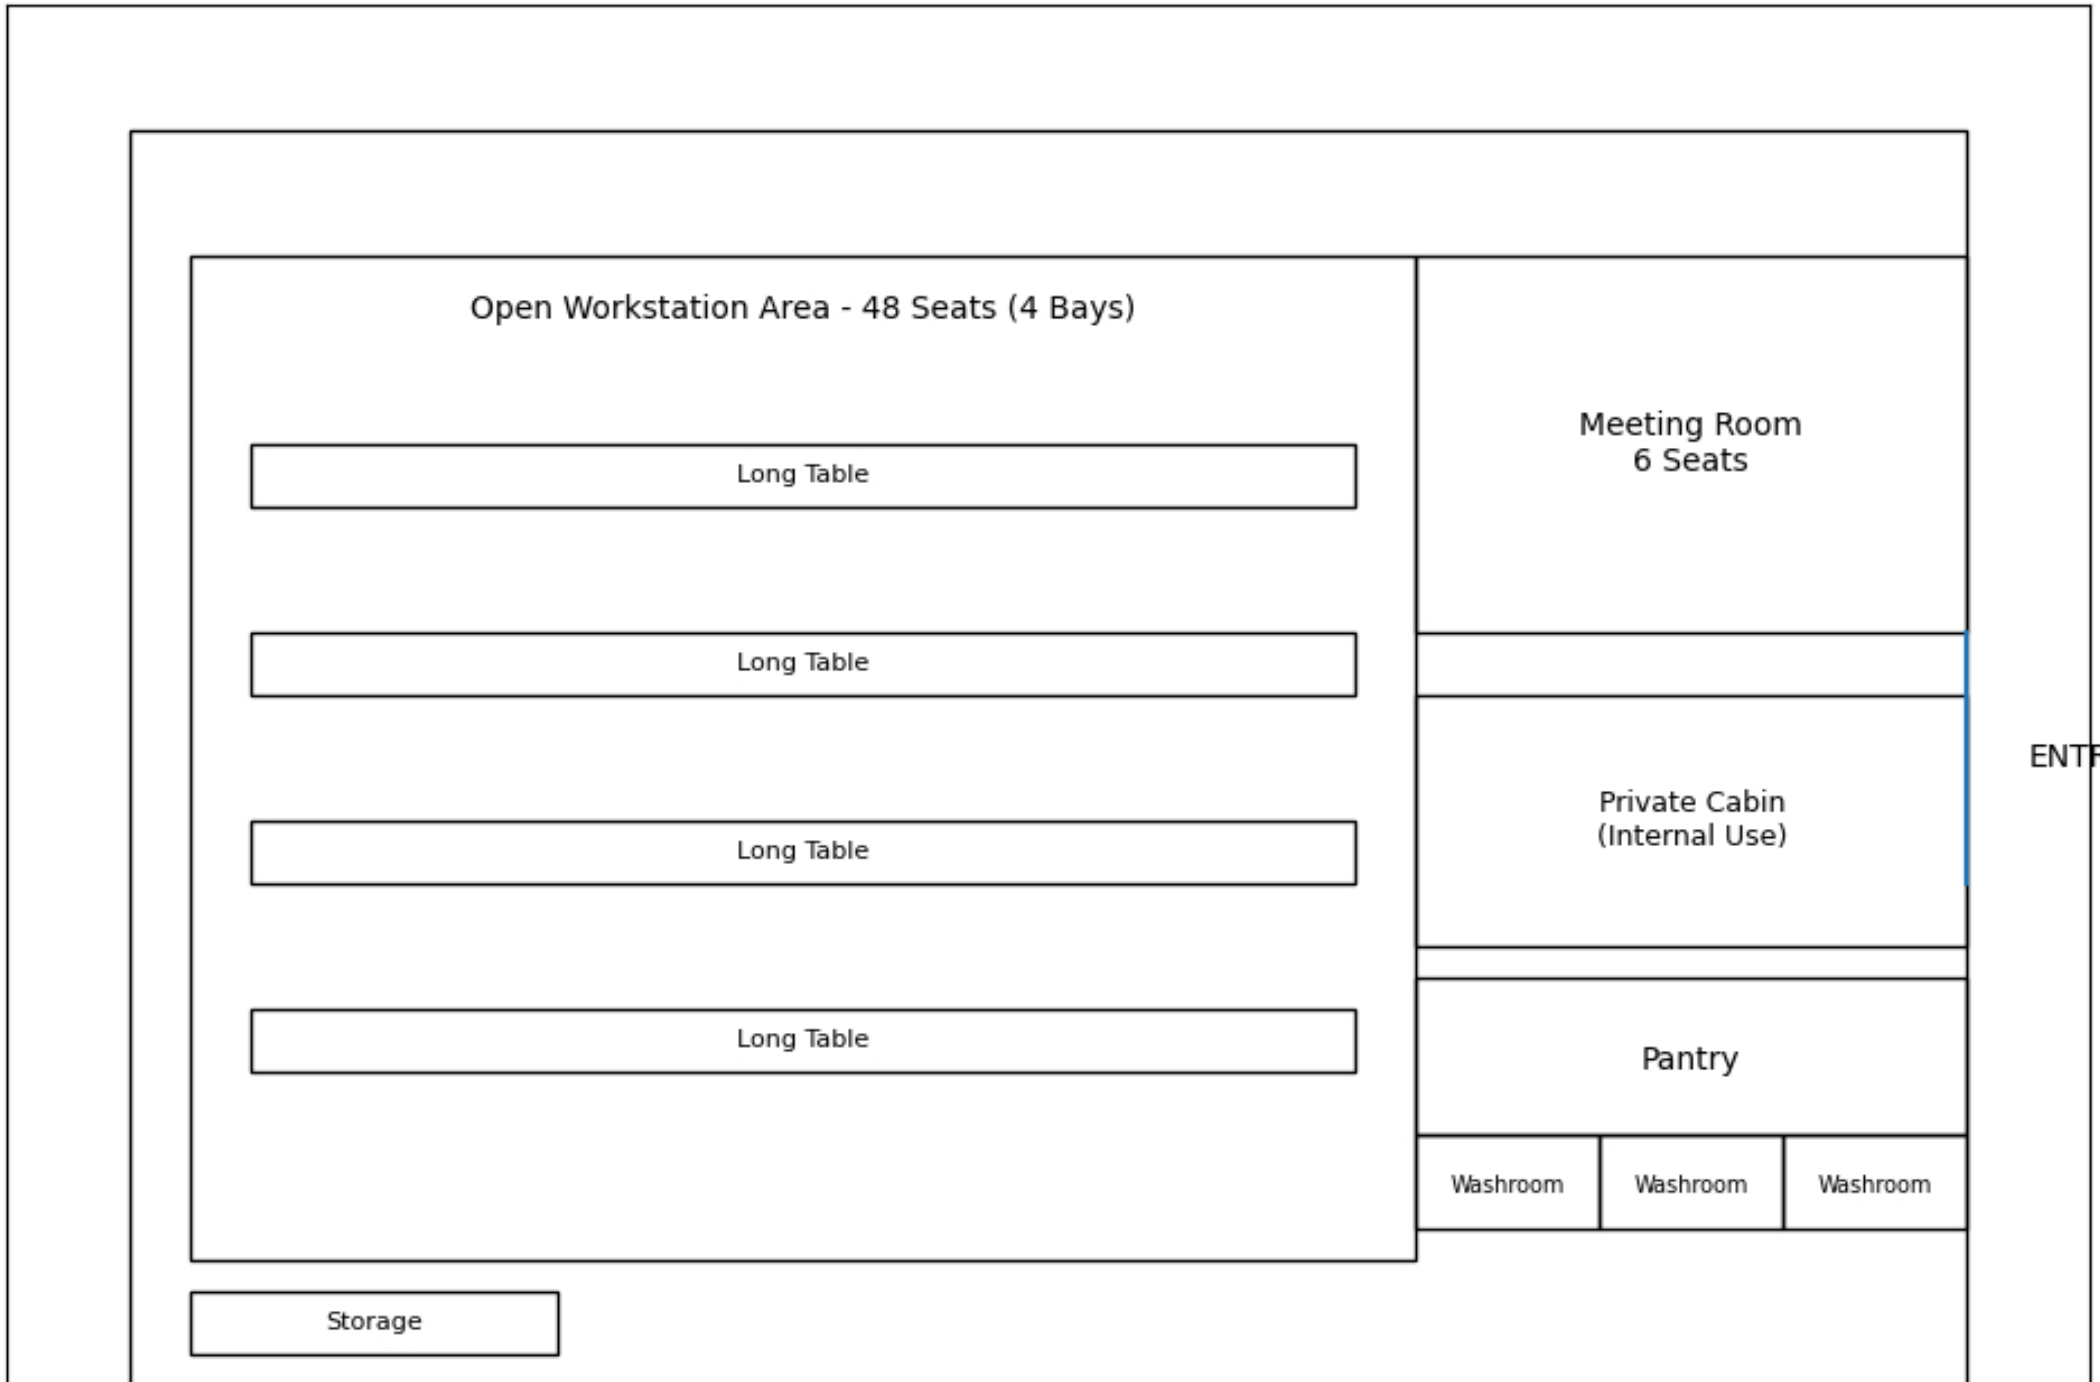 Open Workstation Area - 48 Seats (4 Bays)
Meeting Room
6 Seats
Long Table
Long Table
ENTR
Private Cabin
(Internal Use)
Long Table
Long Table
Pantry
Washroom
Washroom
Washroom
Storage